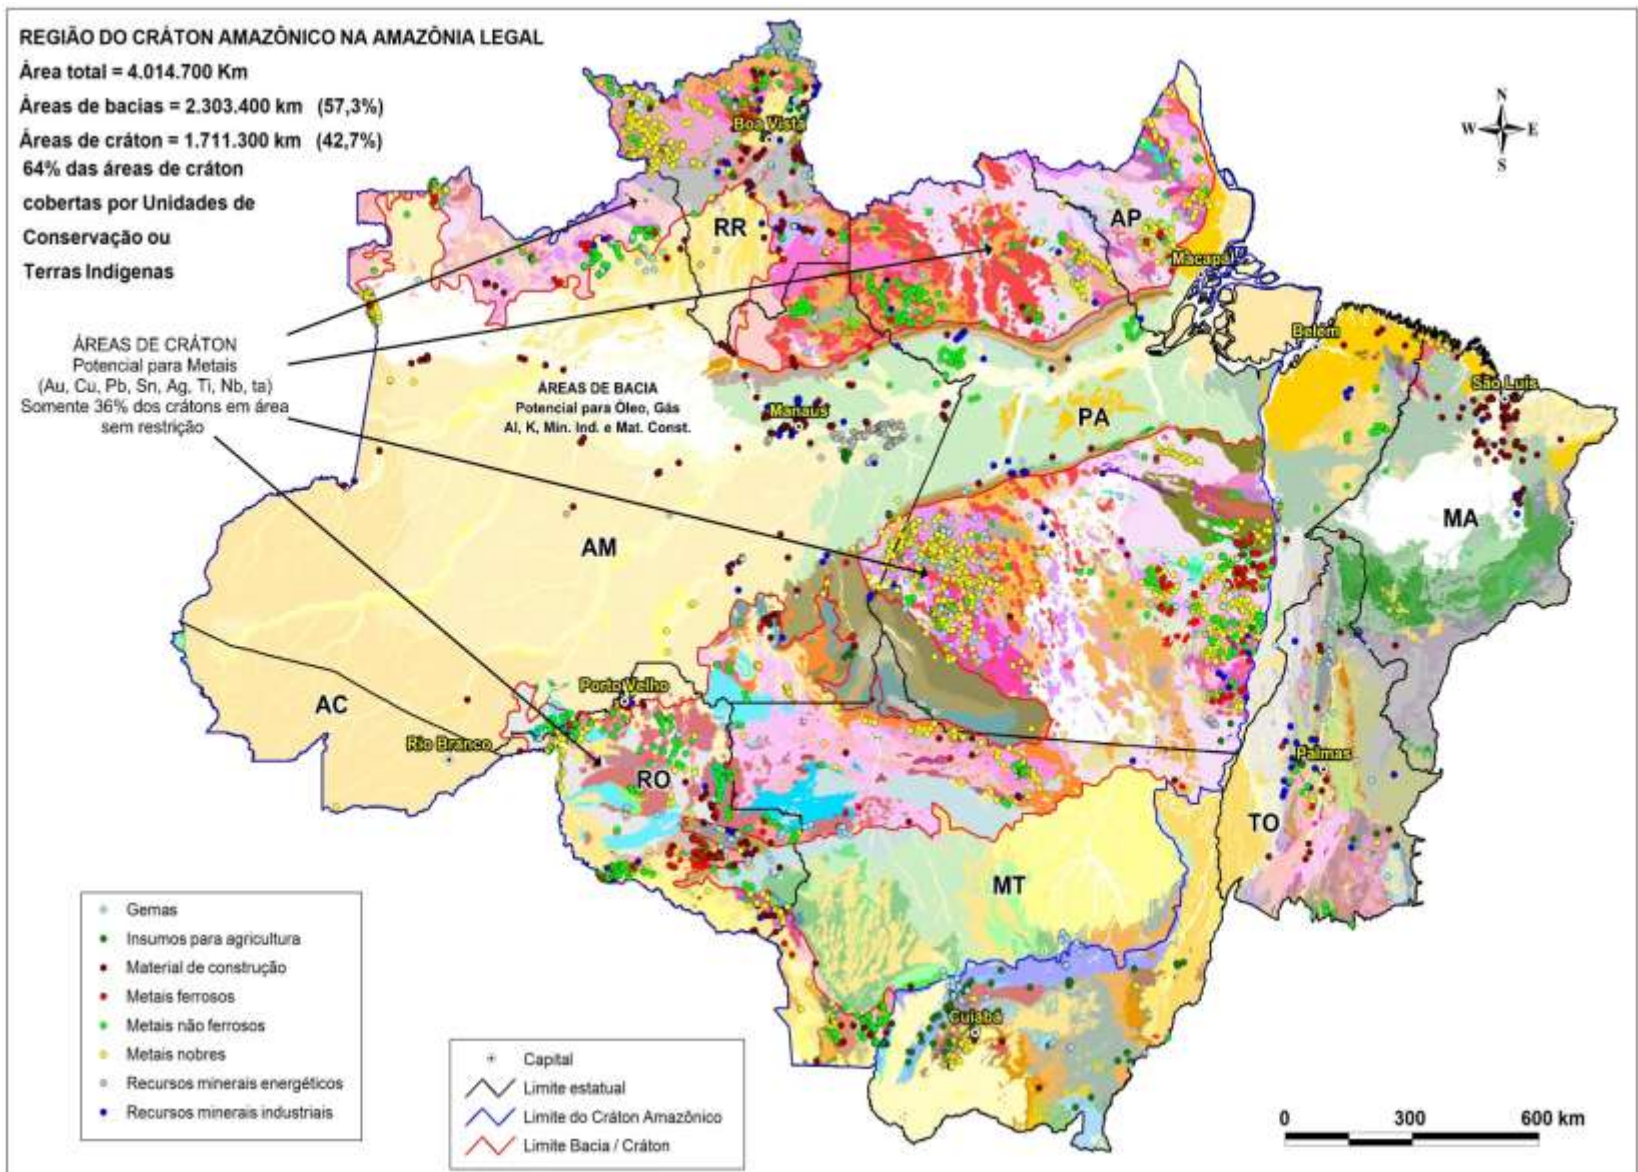 REGIÃO DO CRÁTON AMAZÔNICO NA AMAZÔNIA LEGAL
Área total = 4.014.700 Km
Áreas de bacias = 2.303.400 km (57,3%)
Áreas de cráton = 1.711.300 km (42,7%)
64% das áreas de cráton
cobertas por Unidades de
Conservação ou
Terras Indígenas
N
W E
S
Boa Vista
RR
AP
Macapá
Belém
São Luís
ÁREAS DE CRÁTON
Potencial para Metais
(Au, Cu, Pb, Sn, Ag, Ti, Nb, ta)
Somente 36% dos crátons em área
sem restrição
ÁREAS DE BACIA
Potencial para Óleo, Gás
Al, K, Min. Ind. e Mat. Const.
Manaus
PA
MA
AM
AC
Porto Velho
Rio Branco
RO
Palmas
TO
MT
Cuiabá
Gemas
Insumos para agricultura
Material de construção
Metais ferrosos
Metais não ferrosos
Metais nobres
Recursos minerais energéticos
Recursos minerais industriais
Capital
Limite estatual
Limite do Cráton Amazônico
Limite Bacia / Cráton
0 300 600 km